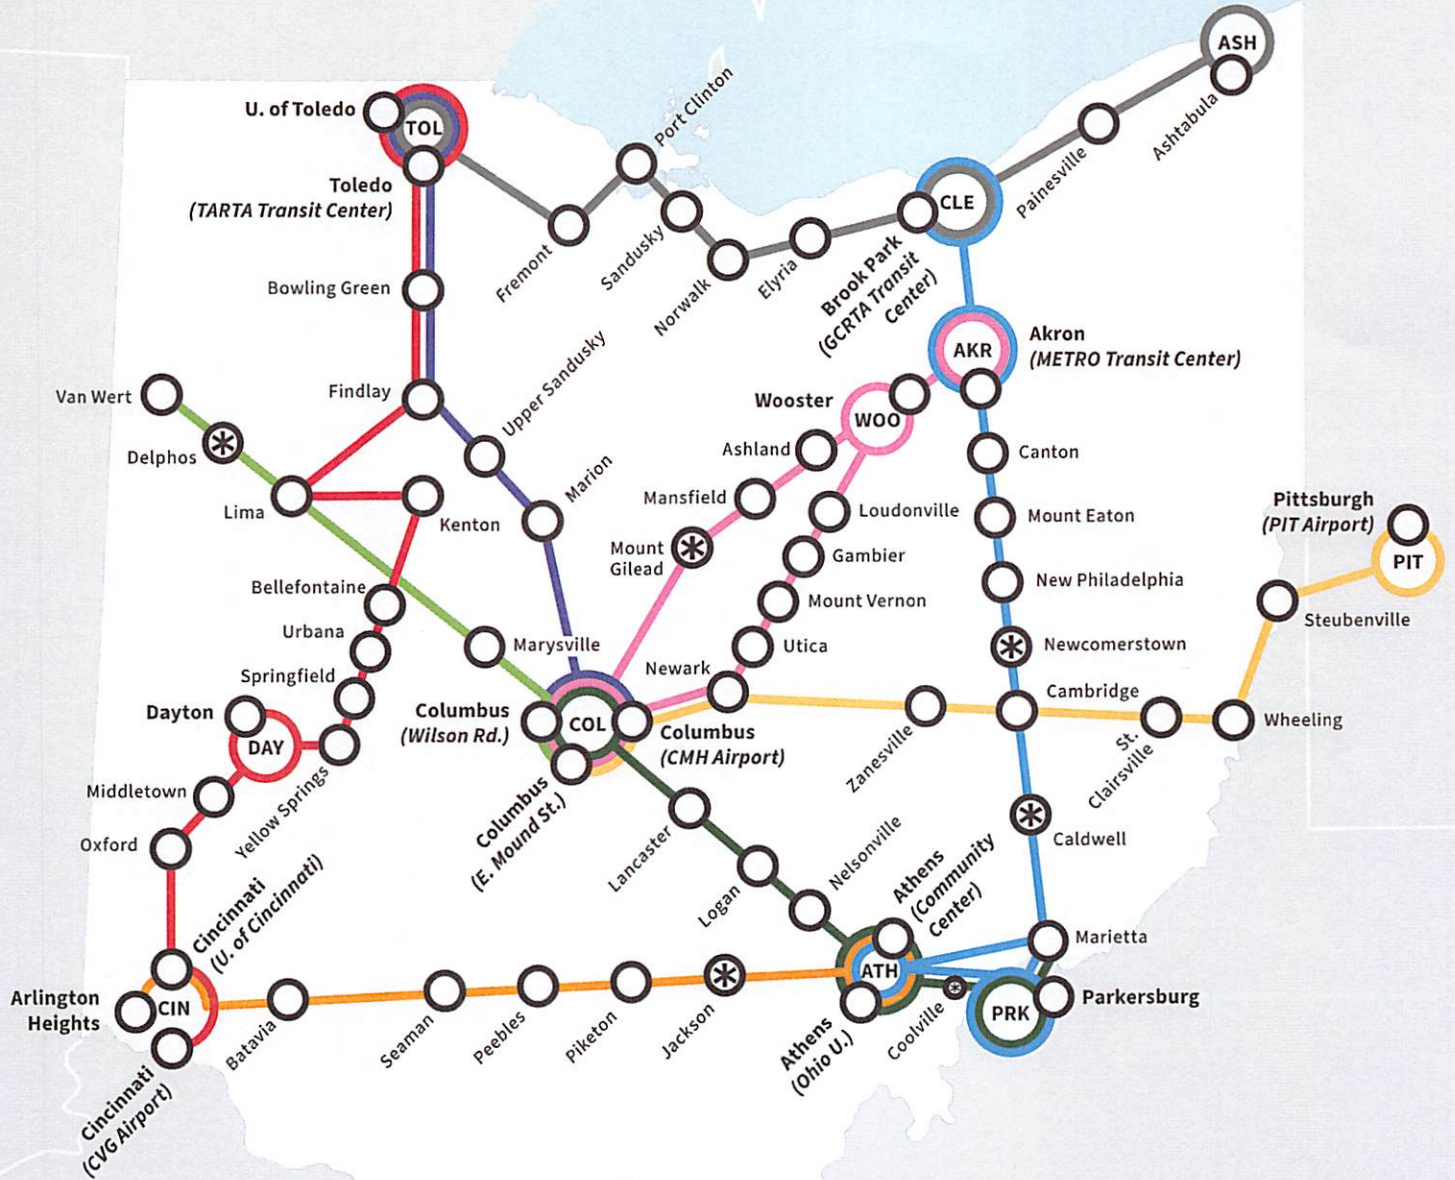 ASH
Ashtabula
Painesville
CLE
Brook Park
(GCRTA Transit
Center)
Elyria
Norwalk
Sandusky
Port Clinton
Fremont
U. of Toledo
TOL
Toledo
(TARTA Transit Center)
Bowling Green
Findlay
Upper Sandusky
Marion
Van Wert
Delphos
Lima
Kenton
Bellefontaine
Urbana
Springfield
Dayton
DAY
Yellow Springs
Middletown
Oxford
Cincinnati
(U. of Cincinnati)
Arlington
Heights
CIN
Cincinnati
(CVG Airport)
Batavia
Seaman
Peebles
Piketon
Jackson
AKR
Akron
(METRO Transit Center)
Wooster
WOO
Ashland
Mansfield
Mount
Gilead
Loudonville
Gambier
Mount Vernon
Utica
Newark
Canton
Mount Eaton
New Philadelphia
Newcomerstown
Cambridge
Pittsburgh
(PIT Airport)
PIT
Steubenville
Wheeling
St.
Clairsville
Zanesville
Marysville
Columbus
(Wilson Rd.)
COL
Columbus
(CMH Airport)
Columbus
(E. Mound St.)
Lancaster
Logan
Nelsonville
Athens
(Community
Center)
ATH
Athens
(Ohio U.)
Coolville
Caldwell
Marietta
PRK
Parkersburg